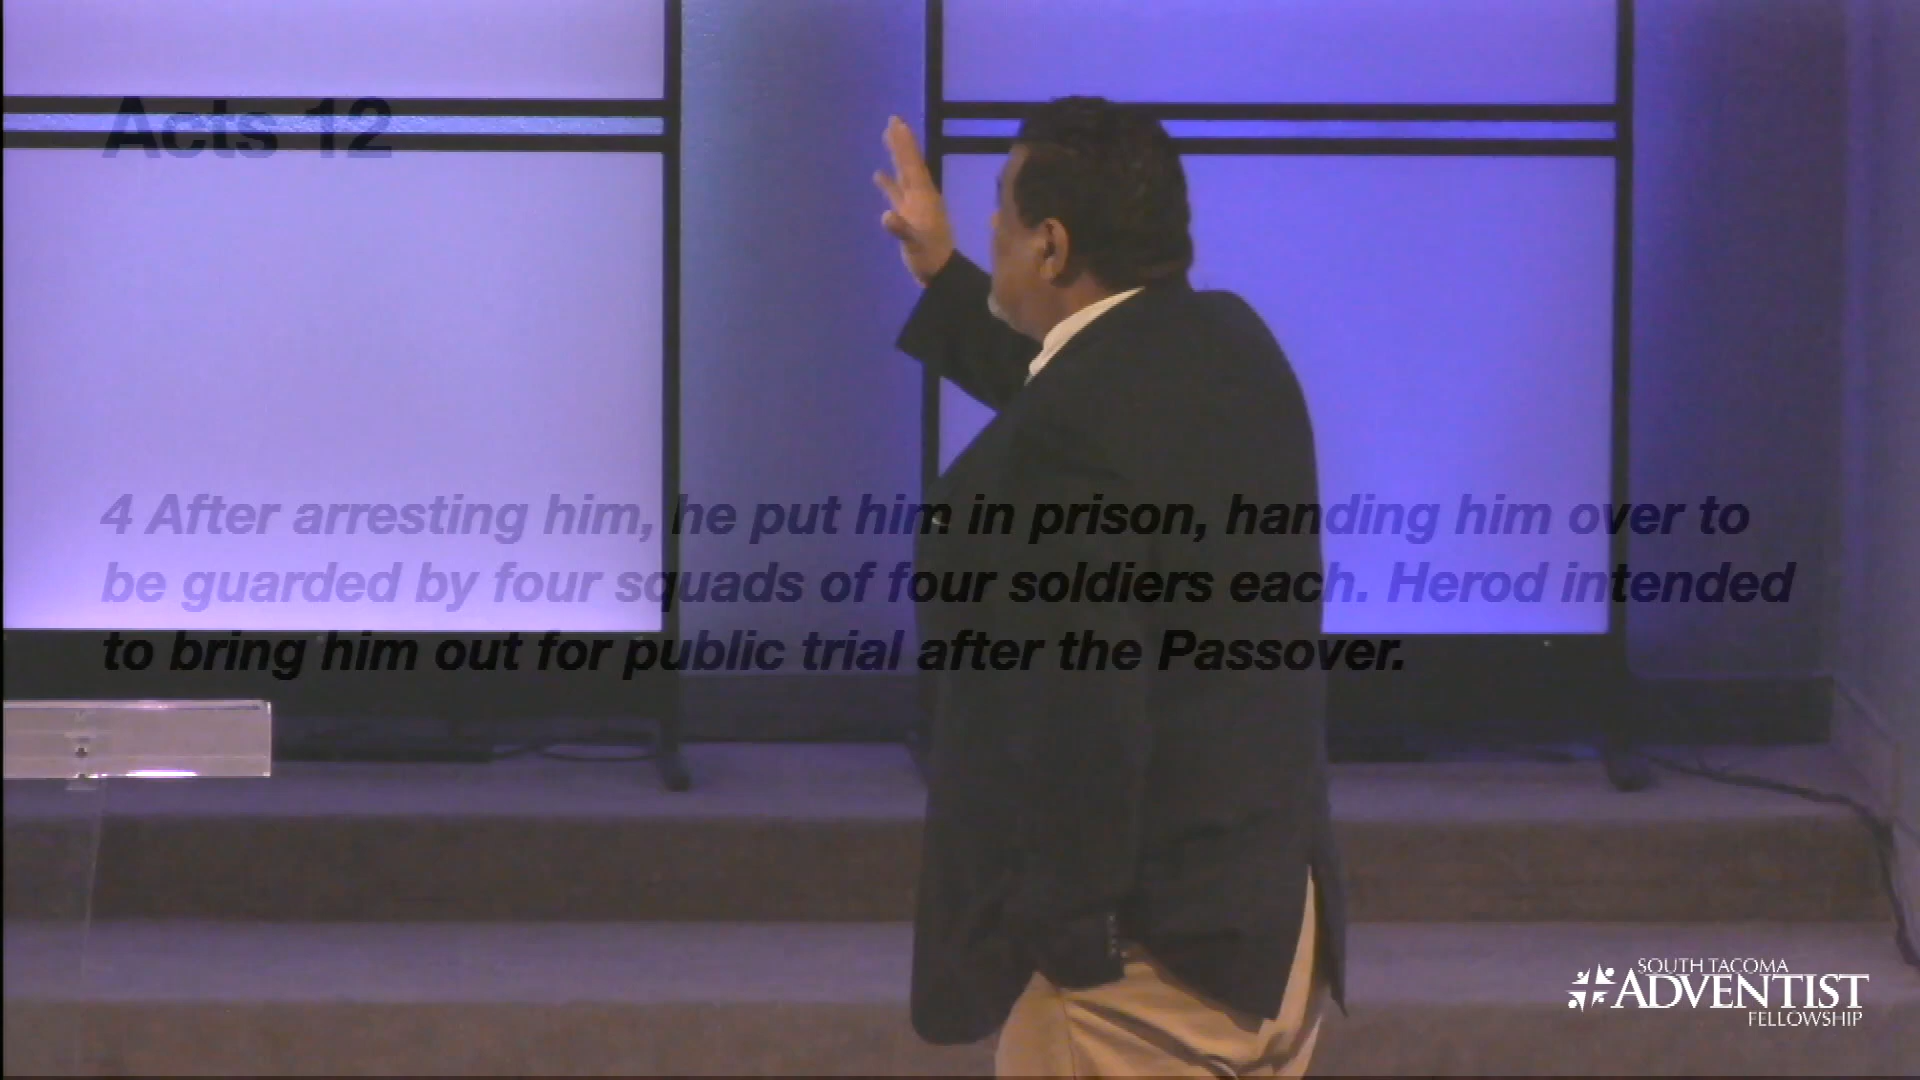 Acts 12
4 After arresting him, he put him in prison, handing him over to
be guarded by four squads of four soldiers each. Herod intended
to bring him out for public trial after the Passover.
SOUTH TACOMA
ADVENTIST
FELLOWSHIP